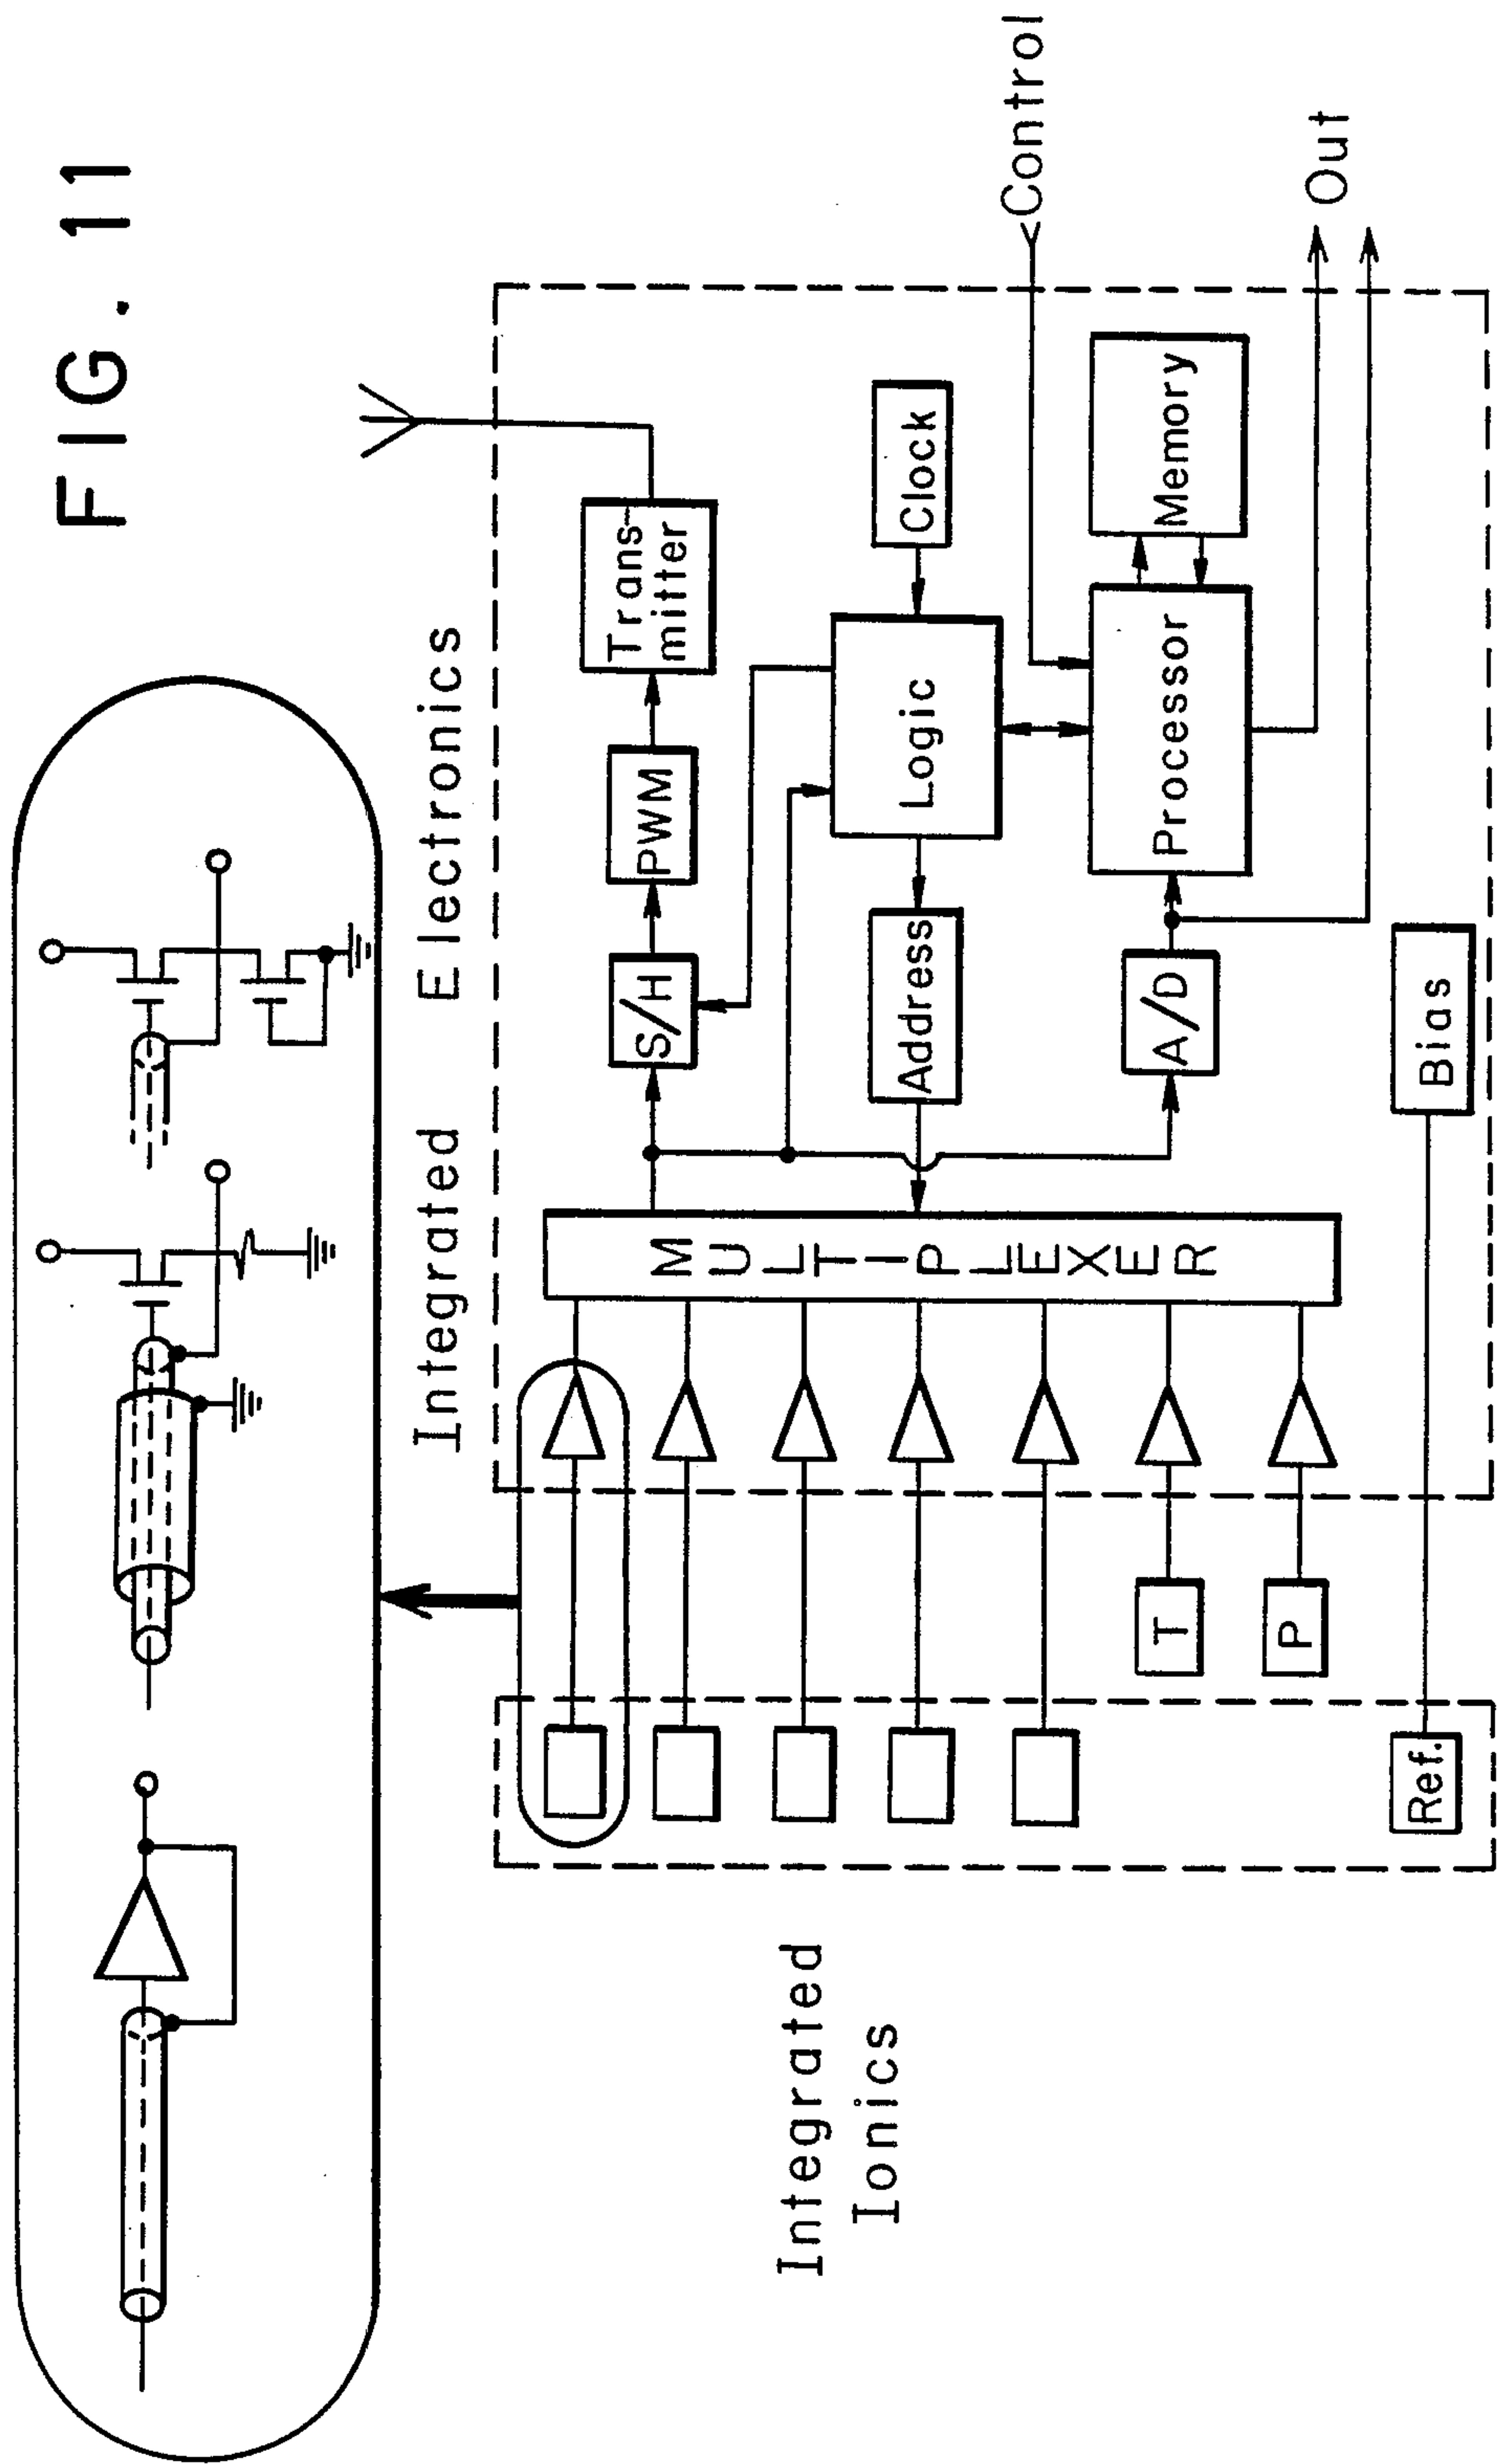 FIG. 11
Integrated Electronics
Trans-
mitter
PWM
S/H
Clock
Logic
Address
Control
Memory
Processor
A/D
Out
Bias
MULTIPLEXER
T
P
Ref.
Integrated
Ionics